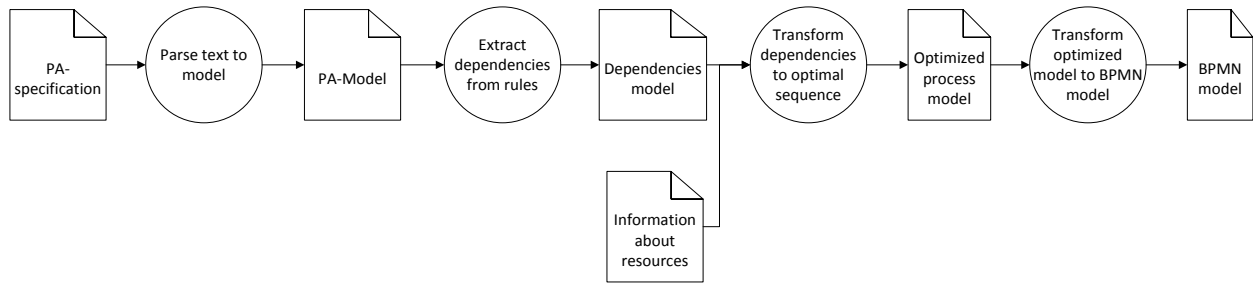 PA-
specification
Parse text to
model
PA-Model
Extract
dependencies
from rules
Dependencies
model
Transform
dependencies
to optimal
sequence
Optimized
process
model
Transform
optimized
model to BPMN
model
BPMN
model
Information
about
resources